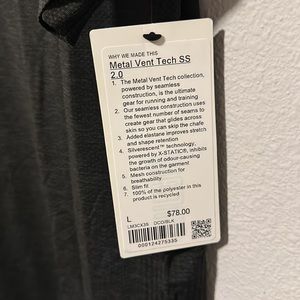 WHY WE MADE THIS
Metal Vent Tech SS
2.0
1. The Metal Vent Tech collection,
powered by seamless
construction, is the ultimate
gear for running and training
2. Our seamless construction uses
the fewest number of seams to
create gear that glides across
skin so you can skip the chafe
3. Added elastane improves stretch
and shape retention
4. Silverescent™ technology,
powered by X-STATIC®, inhibits
the growth of odour-causing
bacteria on the garment
5. Mesh construction for
breathability
6. Slim fit
7. 100% of the polyester in this
product is recycled
L $78.00
LM3CX3S DCO/BLK
000124275335